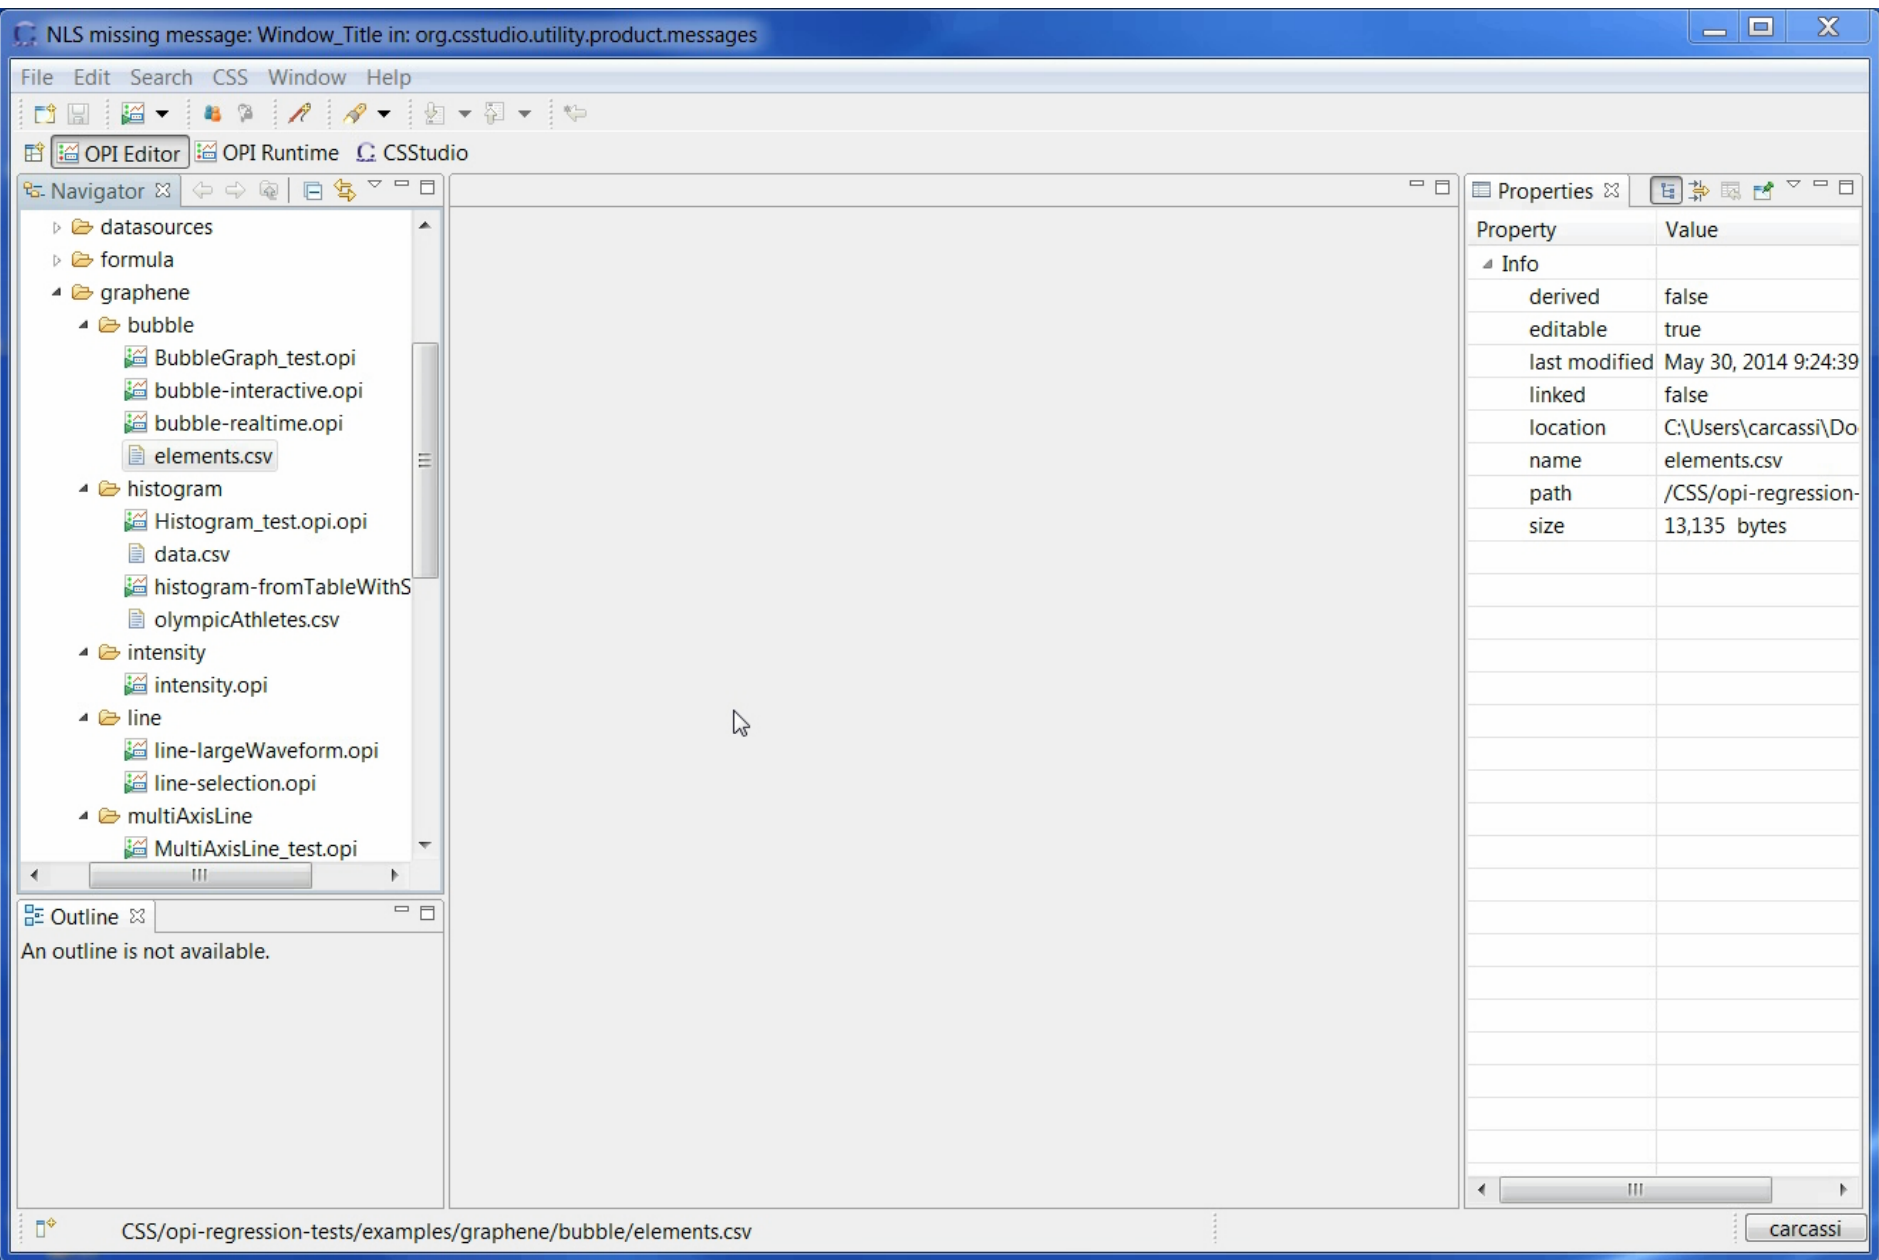 NLS missing message: Window_Title in: org.csstudio.utility.product.messages
File Edit Search CSS Window Help
OPI Editor OPI Runtime CSStudio
Navigator
datasources
formula
graphene
bubble
BubbleGraph_test.opi
bubble-interactive.opi
bubble-realtime.opi
elements.csv
histogram
Histogram_test.opi.opi
data.csv
histogram-fromTableWithS
olympicAthletes.csv
intensity
intensity.opi
line
line-largeWaveform.opi
line-selection.opi
multiAxisLine
MultiAxisLine_test.opi
Outline
An outline is not available.
Properties
Property Value
Info
derived false
editable true
last modified May 30, 2014 9:24:39
linked false
location C:\Users\carcassi\Do
name elements.csv
path /CSS/opi-regression-
size 13,135 bytes
CSS/opi-regression-tests/examples/graphene/bubble/elements.csv
carcassi